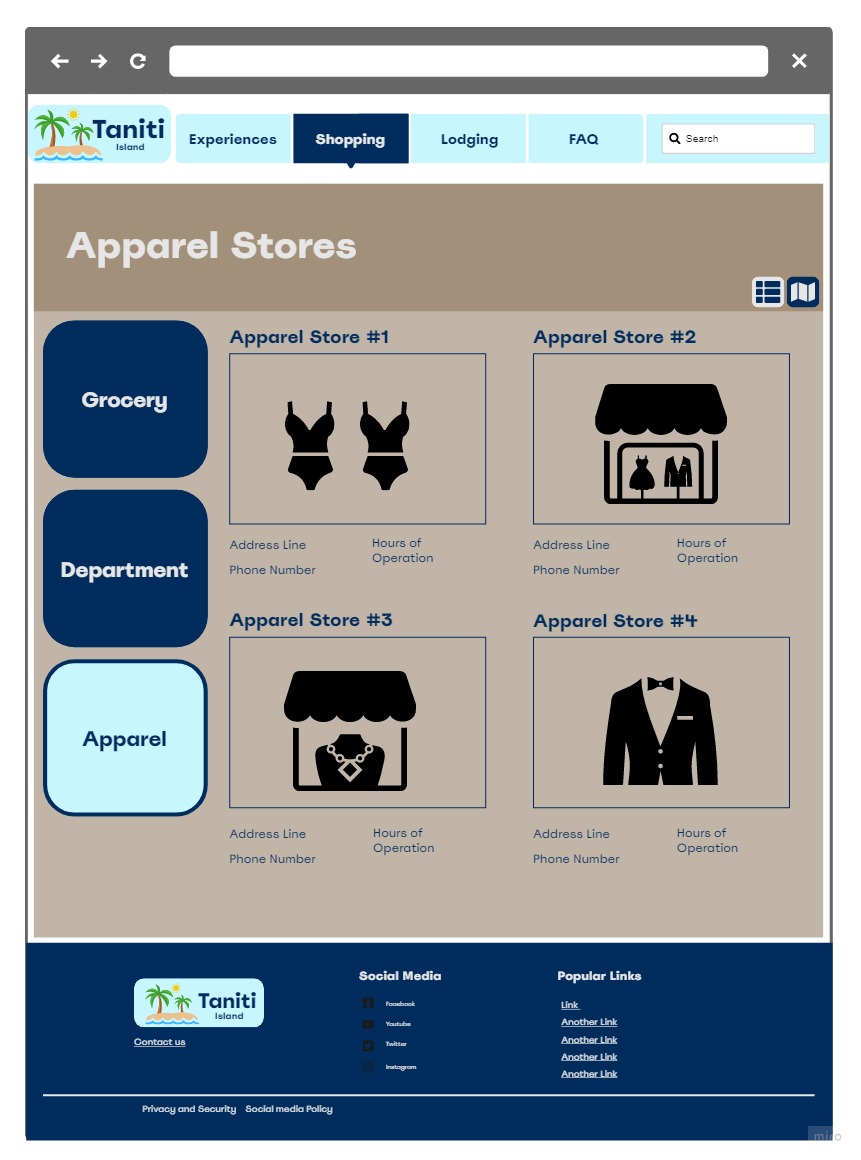 Taniti
Island
Experiences
Shopping
Lodging
FAQ
Search
Apparel Stores
Grocery
Department
Apparel
Apparel Store #1
Address Line
Phone Number
Hours of
Operation
Apparel Store #2
Address Line
Phone Number
Hours of
Operation
Apparel Store #3
Address Line
Phone Number
Hours of
Operation
Apparel Store #4
Address Line
Phone Number
Hours of
Operation
Taniti
Island
Contact us
Social Media
Facebook
Youtube
Twitter
Instagram
Popular Links
Link
Another Link
Another Link
Another Link
Another Link
Privacy and Security
Social media Policy
miro